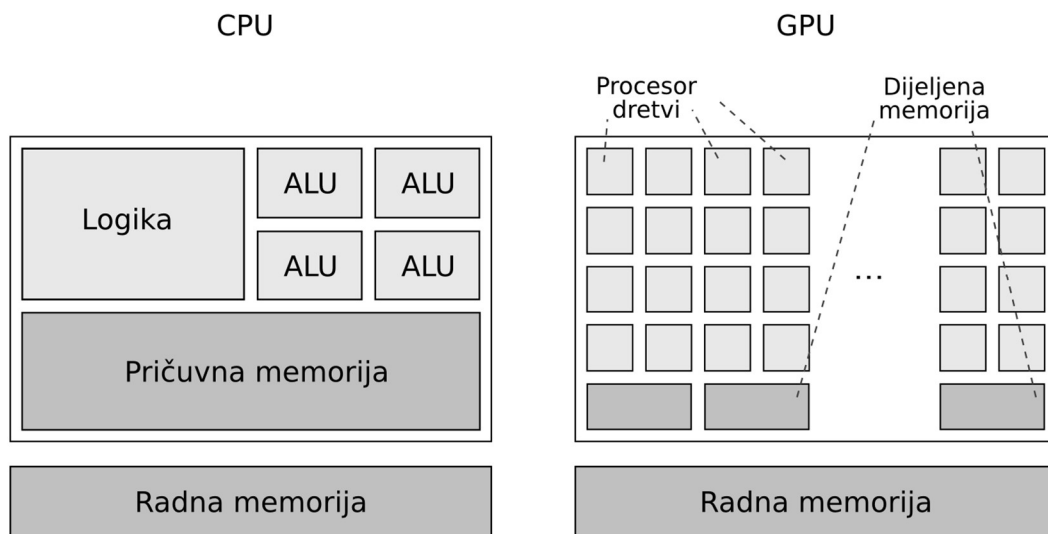 CPU
GPU
Procesor
dretvi
Dijeljena
memorija
Logika
ALU
ALU
ALU
ALU
...
Pričuvna memorija
Radna memorija
Radna memorija